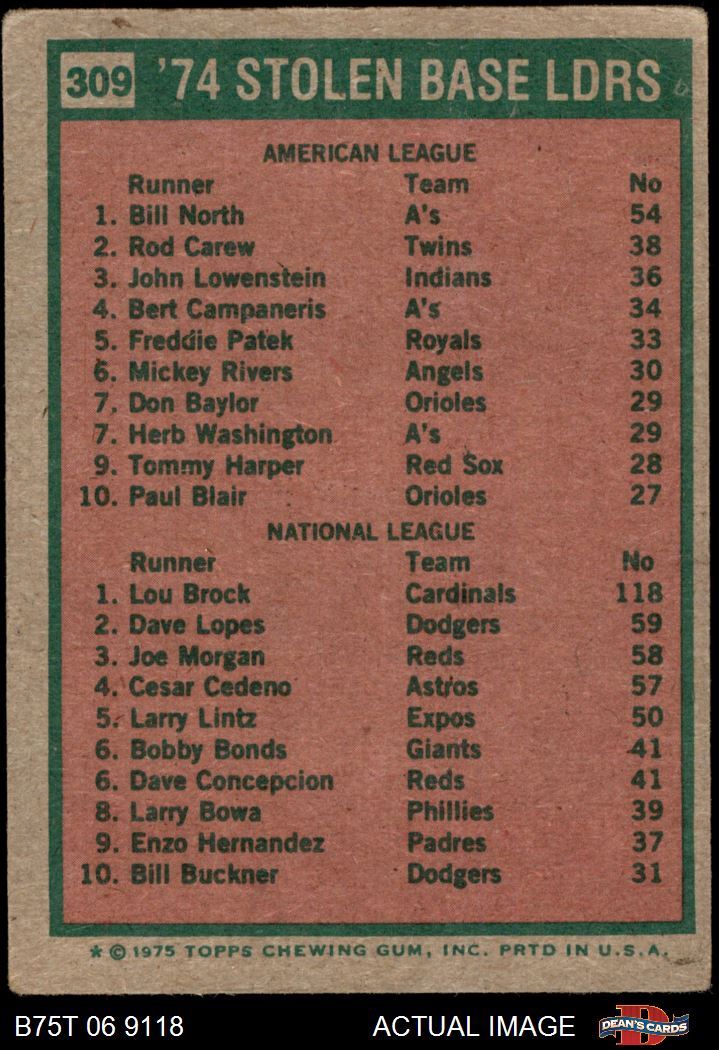 309 '74 STOLEN BASE LDRS
AMERICAN LEAGUE
Runner Team No
1. Bill North A's 54
2. Rod Carew Twins 38
3. John Lowenstein Indians 36
4. Bert Campaneris A's 34
5. Freddie Patek Royals 33
6. Mickey Rivers Angels 30
7. Don Baylor Orioles 29
7. Herb Washington A's 29
9. Tommy Harper Red Sox 28
10. Paul Blair Orioles 27
NATIONAL LEAGUE
Runner Team No
1. Lou Brock Cardinals 118
2. Dave Lopes Dodgers 59
3. Joe Morgan Reds 58
4. Cesar Cedeno Astros 57
5. Larry Lintz Expos 50
6. Bobby Bonds Giants 41
6. Dave Concepcion Reds 41
8. Larry Bowa Phillies 39
9. Enzo Hernandez Padres 37
10. Bill Buckner Dodgers 31
* © 1975 TOPPS CHEWING GUM, INC. PRTD IN U.S.A.
B75T 06 9118 ACTUAL IMAGE DEAN'S CARDS